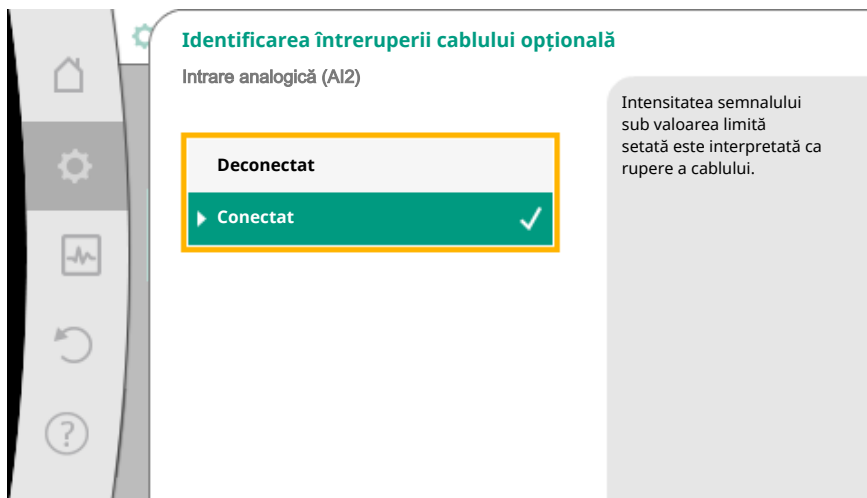 Identificarea întreruperii cablului opțională
Intrare analogică (AI2)
Intensitatea semnalului
sub valoarea limită
setată este interpretată ca
rupere a cablului.
Deconectat
Conectat
?